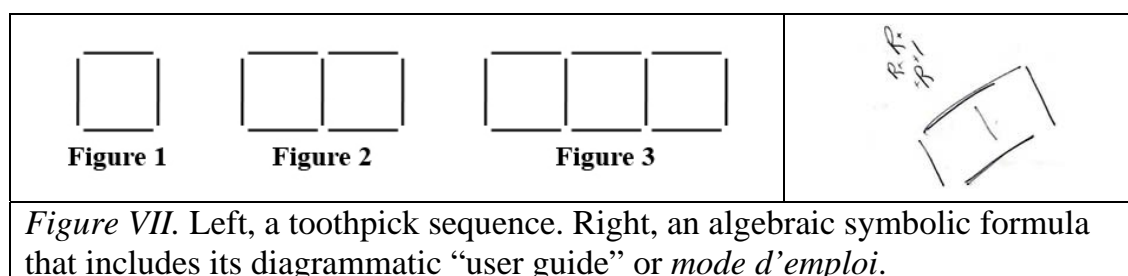 Figure 1 Figure 2 Figure 3
Figure VII. Left, a toothpick sequence. Right, an algebraic symbolic formula
that includes its diagrammatic “user guide” or mode d’emploi.